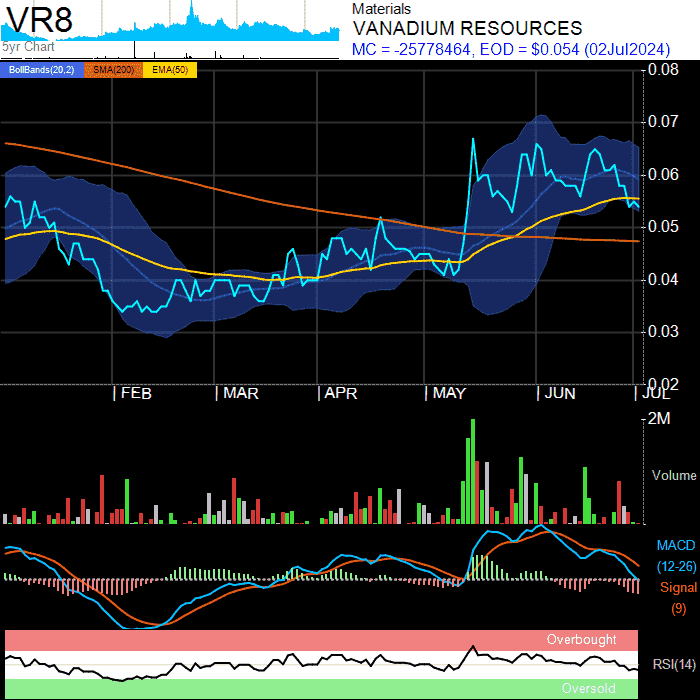 VR8
5yr Chart
Materials
VANADIUM RESOURCES
MC = -25778464, EOD = $0.054 (02Jul2024)
BollBands(20,2) SMA(200) EMA(50)
0.08
0.07
0.06
0.05
0.04
0.03
0.02
FEB MAR APR MAY JUN JUL
2M
Volume
MACD
(12-26)
Signal
(9)
Overbought
RSI(14)
Oversold